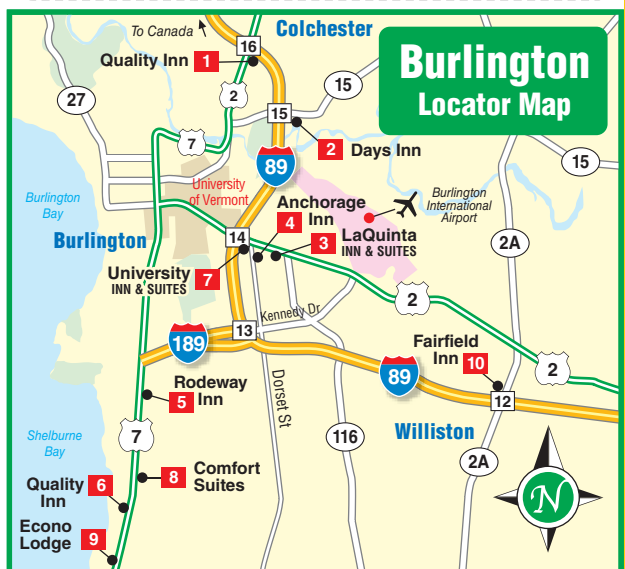 To Canada
Colchester
16
Quality Inn 1
Burlington
Locator Map
27
2
15
7
15
2 Days Inn
89
15
University
of Vermont
Burlington
Bay
Burlington
International
Airport
Anchorage
Inn
4
Burlington
14
3 LaQuinta
INN & SUITES
2A
University 7
INN & SUITES
2
Kennedy Dr
13
189
Fairfield
Inn 10
2
89
Rodeway
5 Inn
Dorset St
12
Shelburne
Bay
7
116
Williston
2A
8 Comfort
Suites
Quality 6
Inn
N
Econo
Lodge 9